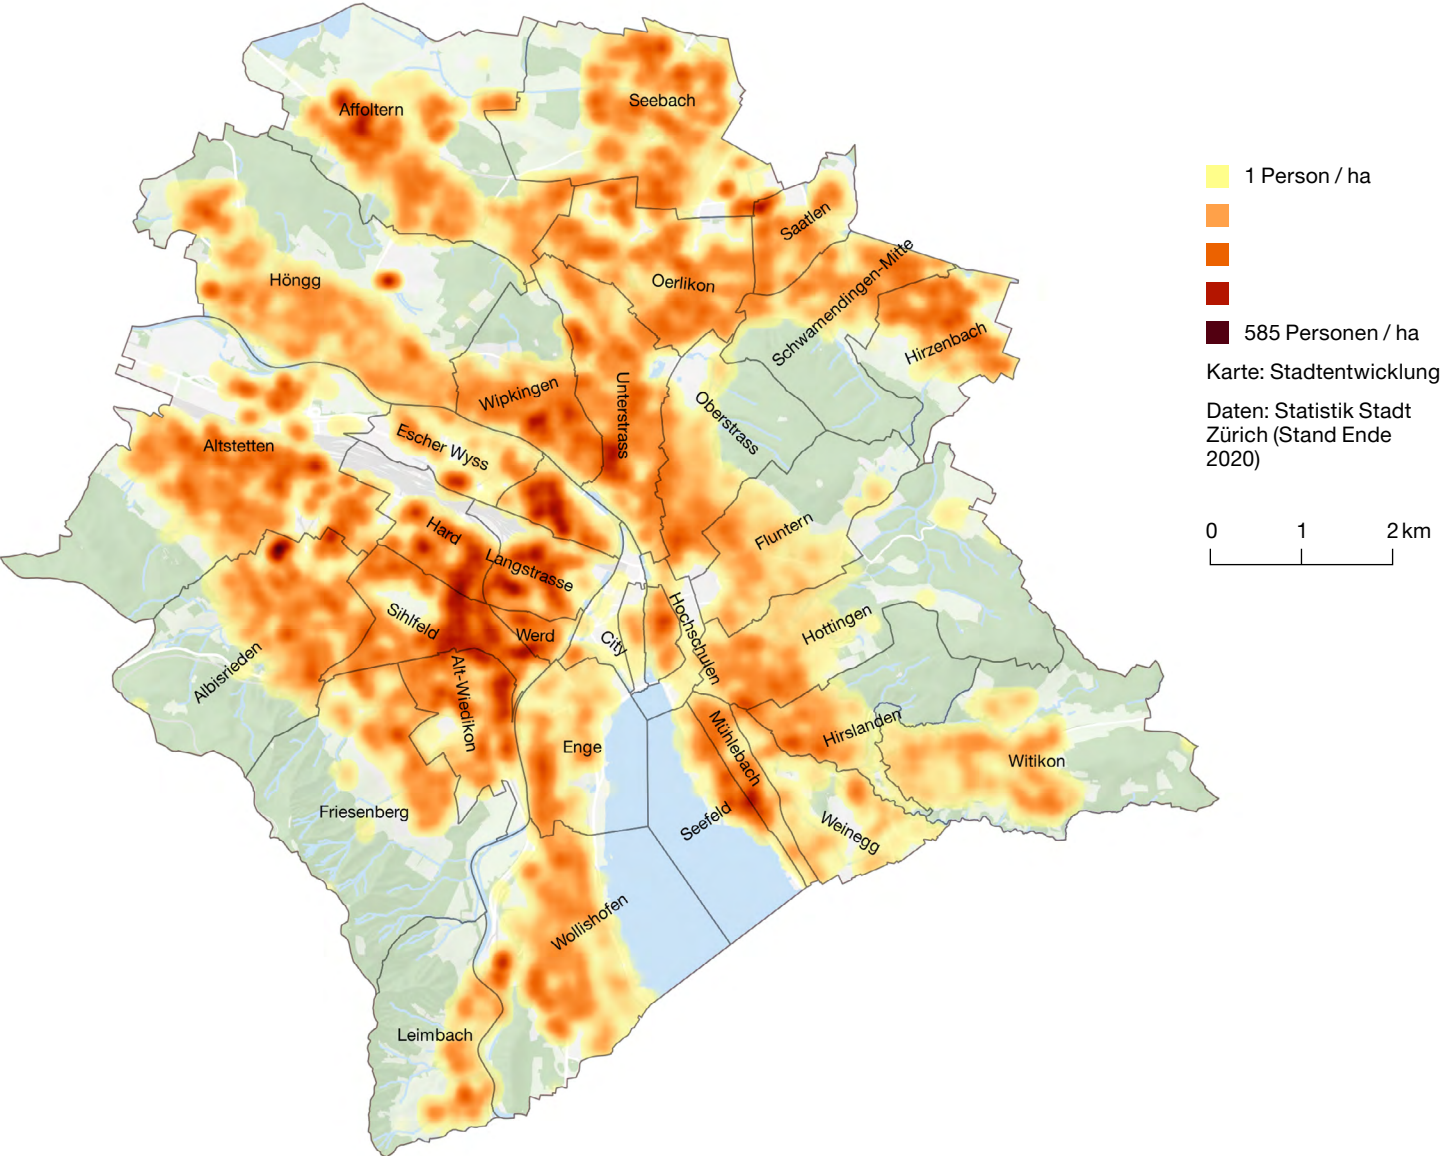 Affoltern
Seebach
Saatlen
Höngg
Oerlikon
Schwamendingen-Mitte
Hirzenbach
Wipkingen
Unterstrass
Oberstrass
Escher Wyss
Altstetten
Hard
Langstrasse
Fluntern
Sihlfeld
Werd
City
Hochschulen
Hottingen
Albisrieden
Alt-Wiedikon
Enge
Mühlebach
Hirslanden
Witikon
Friesenberg
Seefeld
Weinegg
Wollishofen
Leimbach
1 Person / ha
585 Personen / ha
Karte: Stadtentwicklung
Daten: Statistik Stadt
Zürich (Stand Ende
2020)
0 1 2 km